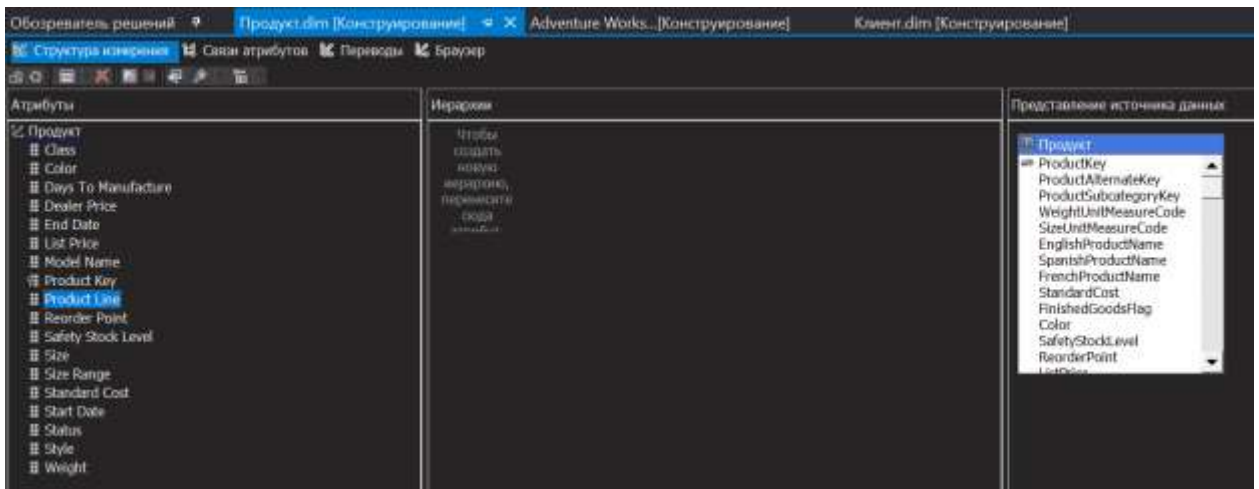 Обозреватель решений
Продукт.dim [Конструирование]
Adventure Works...[Конструирование]
Клиент.dim [Конструирование]
Структура измерения Связи атрибутов Переводы Браузер
Атрибуты
Продукт
Class
Color
Days To Manufacture
Dealer Price
End Date
List Price
Model Name
Product Key
Product Line
Reorder Point
Safety Stock Level
Size
Size Range
Standard Cost
Start Date
Status
Style
Weight
Иерархии
Чтобы
создать
новую
иерархию,
перенесите
сюда
Представление источника данных
Продукт
ProductKey
ProductAlternateKey
ProductSubcategoryKey
WeightUnitMeasureCode
SizeUnitMeasureCode
EnglishProductName
SpanishProductName
FrenchProductName
StandardCost
FinishedGoodsFlag
Color
SafetyStockLevel
ReorderPoint
ListPrice